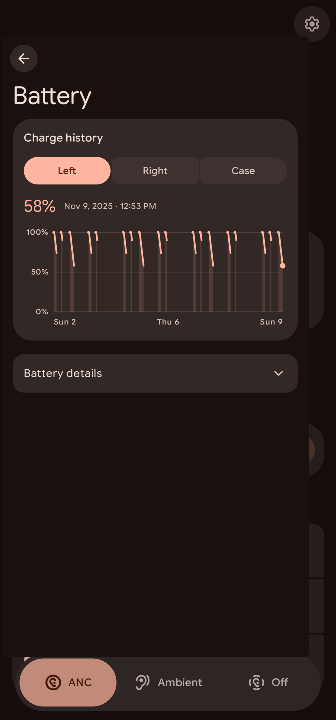 Battery
Charge history
Left
Right
Case
58% Nov 9, 2025 · 12:53 PM
100%
50%
0%
Sun 2 Thu 6 Sun 9
Battery details
ANC
Ambient
Off